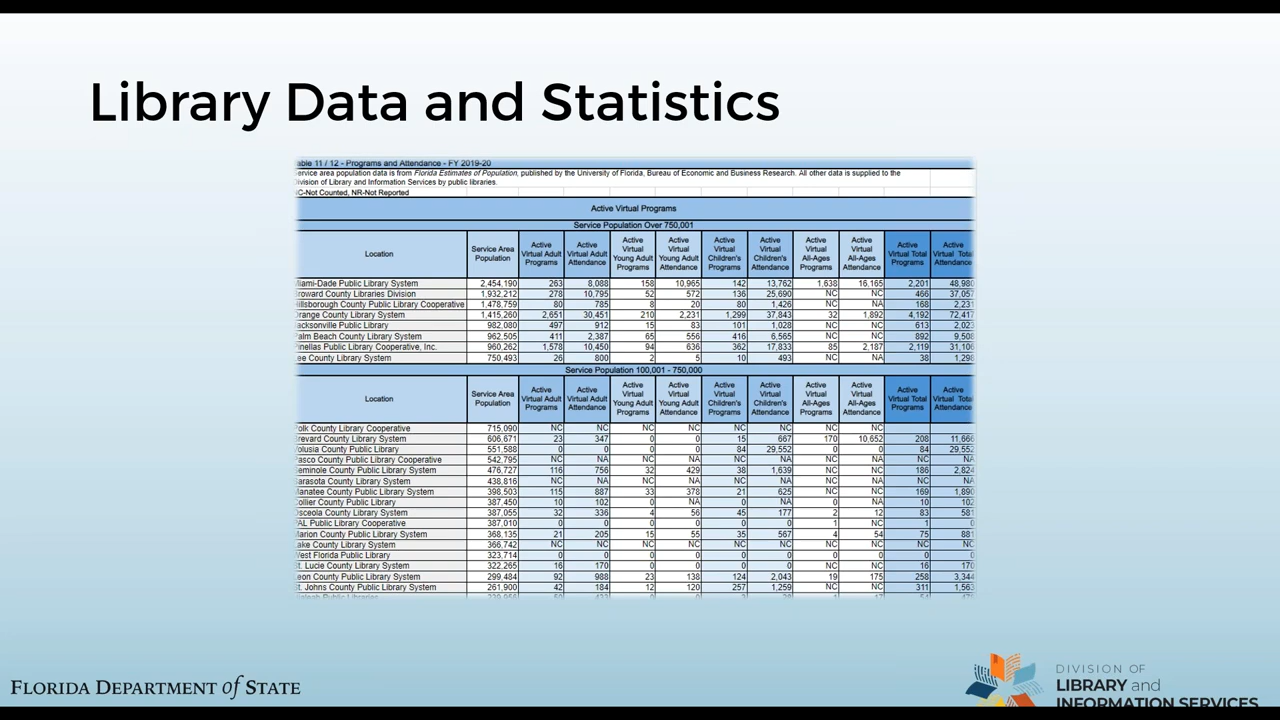 Library Data and Statistics
able 11 / 12 - Programs and Attendance - FY 2019-20
ervice area population data is from Florida Estimates of Population, published by the University of Florida, Bureau of Economic and Business Research. All other data is supplied to the
ivision of Library and Information Services by public libraries.
C-Not Counted, NR-Not Reported
Active Virtual Programs
Service Population Over 750,001
Location Service Area Population Active Virtual Adult Programs Active Virtual Adult Attendance Active Virtual Young Adult Programs Active Virtual Young Adult Attendance Active Virtual Children's Programs Active Virtual Children's Attendance Active Virtual All-Ages Programs Active Virtual All-Ages Attendance Active Virtual Total Programs Active Virtual Total Attendance
Miami-Dade Public Library System 2,454,190 263 8,088 158 10,965 142 13,762 1,638 16,165 2,201 48,980
Broward County Libraries Division 1,932,212 278 10,795 52 572 136 25,690 NC NC 466 37,057
Hillsborough County Public Library Cooperative 1,478,759 80 785 8 20 80 1,426 NC NA 168 2,231
Orange County Library System 1,415,260 2,651 30,451 210 2,231 1,299 37,843 32 1,892 4,192 72,417
Jacksonville Public Library 982,080 497 912 15 83 101 1,028 NC NC 613 2,023
Palm Beach County Library System 962,505 411 2,387 65 556 416 6,565 NC NC 892 9,508
Pinellas Public Library Cooperative, Inc. 960,262 1,578 10,450 94 636 362 17,833 85 2,187 2,119 31,106
Lee County Library System 750,493 26 800 2 5 10 493 NC NA 38 1,298
Service Population 100,001 - 750,000
Location Service Area Population Active Virtual Adult Programs Active Virtual Adult Attendance Active Virtual Young Adult Programs Active Virtual Young Adult Attendance Active Virtual Children's Programs Active Virtual Children's Attendance Active Virtual All-Ages Programs Active Virtual All-Ages Attendance Active Virtual Total Programs Active Virtual Total Attendance
Polk County Library Cooperative 715,090 NC NC NC NC NC NC NC NC
Brevard County Library System 606,671 23 347 0 0 15 667 170 10,652 208 11,666
Volusia County Public Library 551,588 0 0 0 0 84 29,552 0 0 84 29,552
Pasco County Public Library Cooperative 542,795 NC NA NC NA NC NA NC NA NC NA
Seminole County Public Library System 476,727 116 756 32 429 38 1,639 NC NC 186 2,824
Sarasota County Library System 438,816 NC NA NC NA NC NA NC NA NC NA
Manatee County Public Library System 398,503 115 887 33 378 21 625 NC NC 169 1,890
Collier County Public Library 387,450 10 102 0 NA 0 NA 0 NA 10 102
Osceola County Public Library System 387,055 32 336 4 56 45 177 2 12 83 581
PAL Public Library Cooperative 387,010 0 0 0 0 0 0 1 NC 1 0
Marion County Public Library System 368,135 21 205 15 55 35 567 4 54 75 881
Lake County Library System 366,742 NC NC NC NC NC NC NC NC NC NC
West Florida Public Library 323,714 0 0 0 0 0 0 0 0 0 0
St. Lucie County Public Library System 322,265 16 170 0 0 0 0 NC NC 16 170
Leon County Public Library System 299,484 92 988 23 138 124 2,043 19 175 258 3,344
St. Johns County Public Library System 261,900 42 184 12 120 257 1,259 NC NC 311 1,563
FLORIDA DEPARTMENT of STATE
DIVISION OF
LIBRARY and
INFORMATION SERVICES